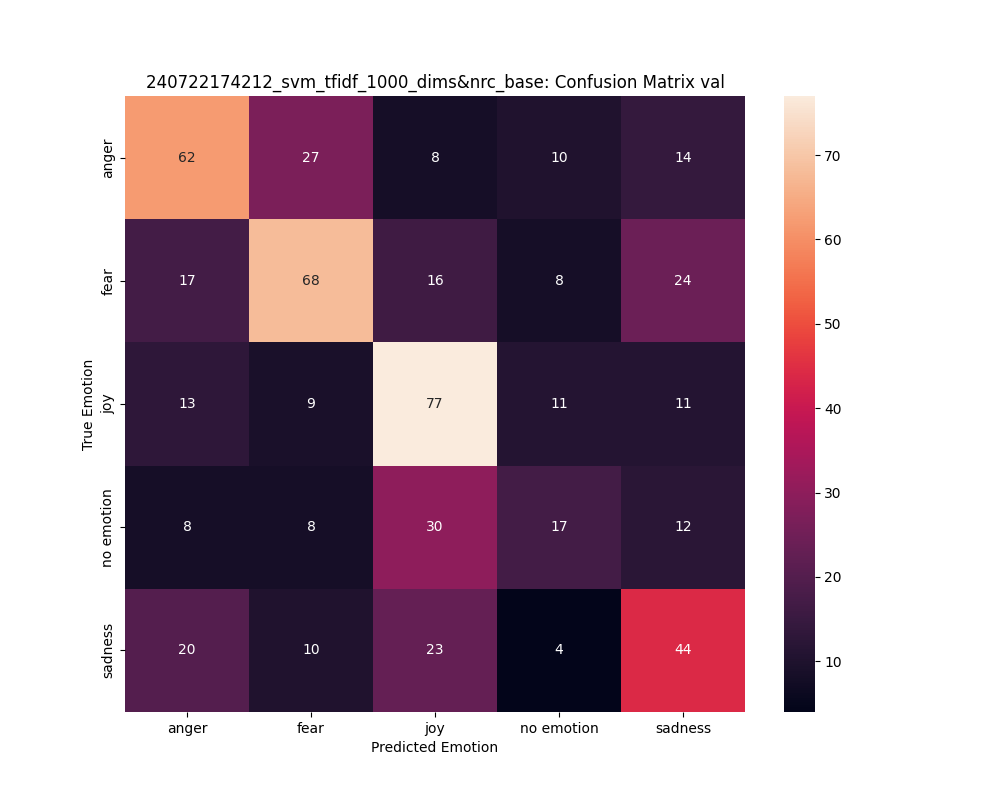 240722174212_svm_tfidf_1000_dims&nrc_base: Confusion Matrix val
anger 62 27 8 10 14
fear 17 68 16 8 24
joy 13 9 77 11 11
no emotion 8 8 30 17 12
sadness 20 10 23 4 44
anger fear joy no emotion sadness
Predicted Emotion
True Emotion
70
60
50
40
30
20
10